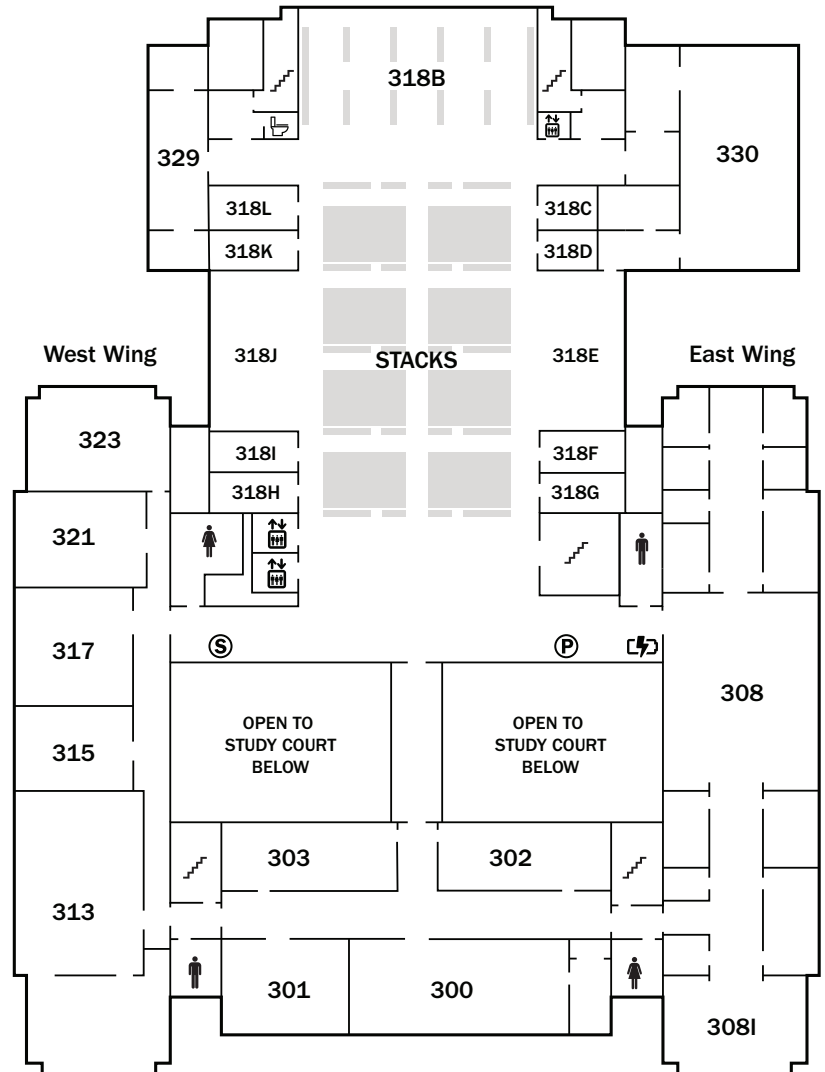 318B
329
330
318L
318C
318K
318D
West Wing
318J
STACKS
318E
East Wing
323
318I
318F
318H
318G
321
S
P
317
308
OPEN TO
STUDY COURT
BELOW
OPEN TO
STUDY COURT
BELOW
315
303
302
313
301
300
308I